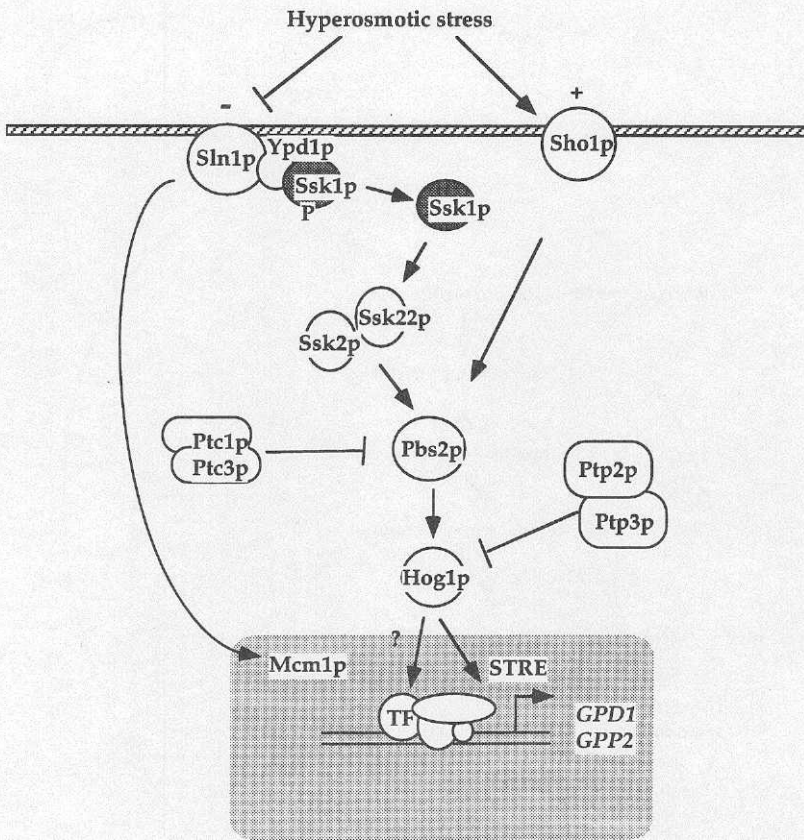 Hyperosmotic stress
-
+
Sln1p
Ypd1p
Sho1p
Ssk1p
P
Ssk1p
Ssk22p
Ssk2p
Ptc1p
Ptc3p
Pbs2p
Ptp2p
Ptp3p
Hog1p
?
Mcm1p
STRE
TF
GPD1
GPP2